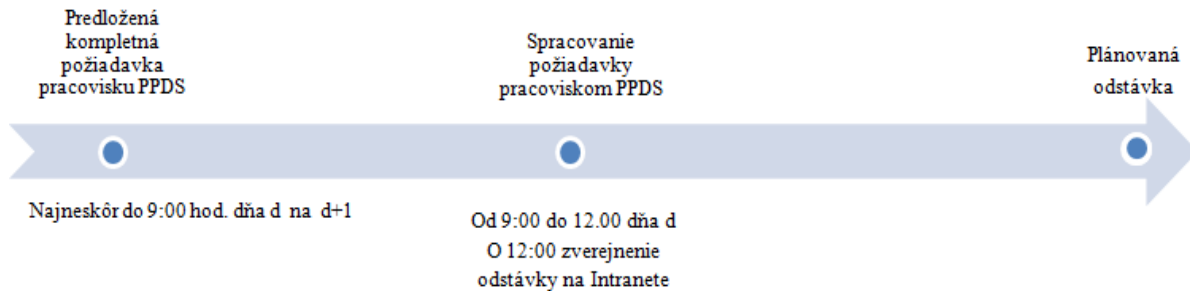 Predložená
kompletná
požiadavka
pracovisku PPDS
Spracovanie
požiadavky
pracoviskom PPDS
Plánovaná
odstávka
Najneskôr do 9:00 hod. dňa d na d+1
Od 9:00 do 12.00 dňa d
O 12:00 zverejnenie
odstávky na Intranete